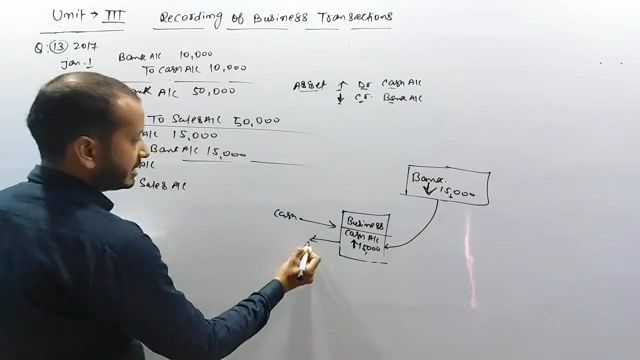 Unit → III Recording of Business Transactions
Q: 13 2017
Jan. 1 Bank A/c 10,000
To Cash A/c 10,000
A/c 50,000
To Sales A/c 50,000
A/c 15,000
Bank A/c 15,000
A/c
Sales A/c
Asset ↑ Dr Cash A/c
↓ Cr. Bank A/c
Bank
↓ 15,000
Cash → Business
Cash A/c
↑ 15,000